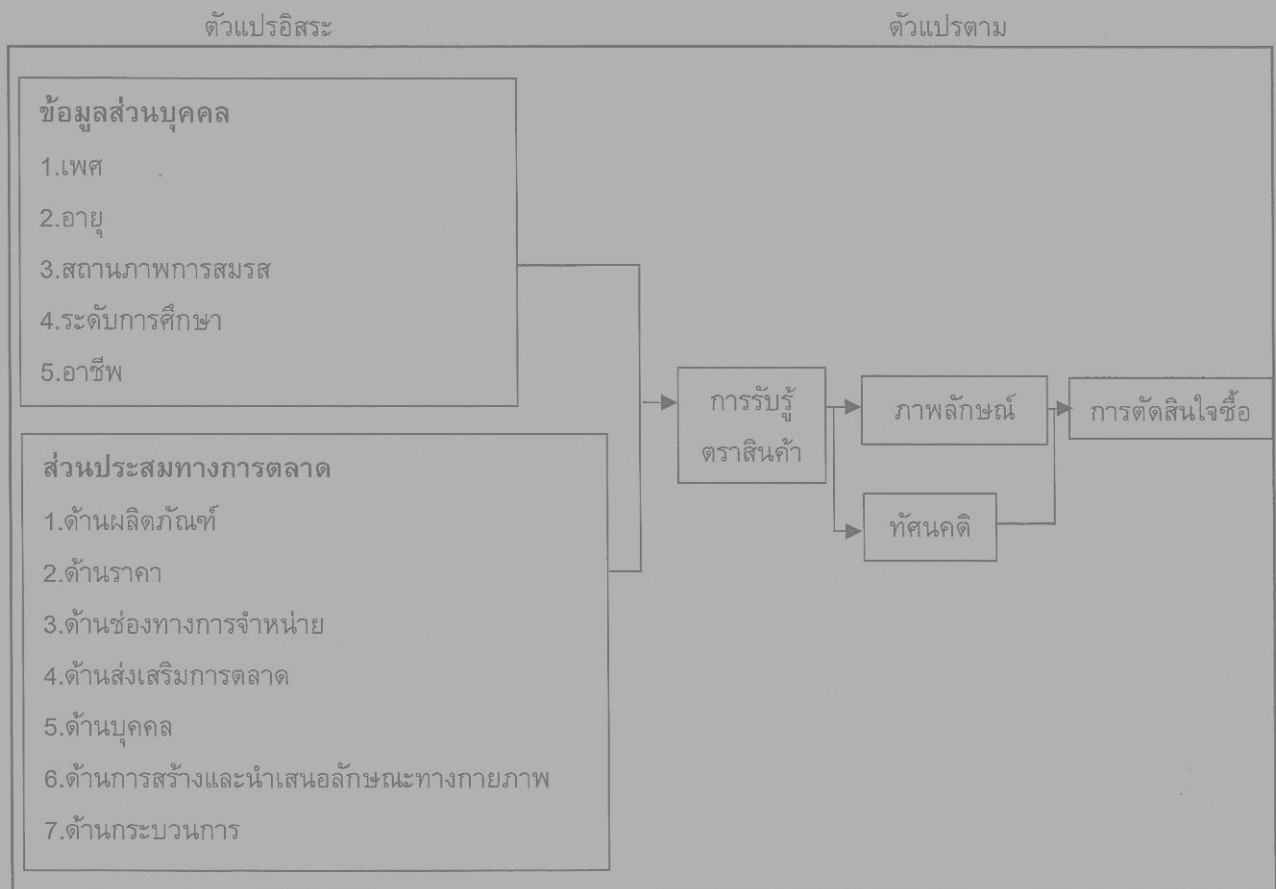 ตัวแปรอิสระ
ตัวแปรตาม
ข้อมูลส่วนบุคคล
1.เพศ
2.อายุ
3.สถานภาพการสมรส
4.ระดับการศึกษา
5.อาชีพ
ส่วนประสมทางการตลาด
1.ด้านผลิตภัณฑ์
2.ด้านราคา
3.ด้านช่องทางการจำหน่าย
4.ด้านส่งเสริมการตลาด
5.ด้านบุคคล
6.ด้านการสร้างและนำเสนอลักษณะทางกายภาพ
7.ด้านกระบวนการ
การรับรู้
ตราสินค้า
ภาพลักษณ์
ทัศนคติ
การตัดสินใจซื้อ